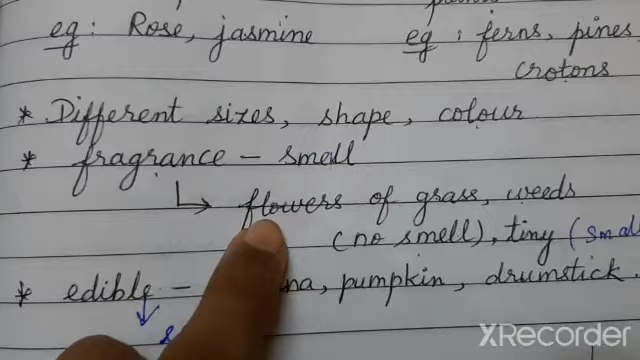 eg : Rose, jasmine eg : ferns, pines
crotons
* Different sizes, shape, colour
* fragrance - smell
↳ flowers of grass, weeds
(no smell), tiny (smal
* edible - na, pumpkin, drumstick.
XRecorder